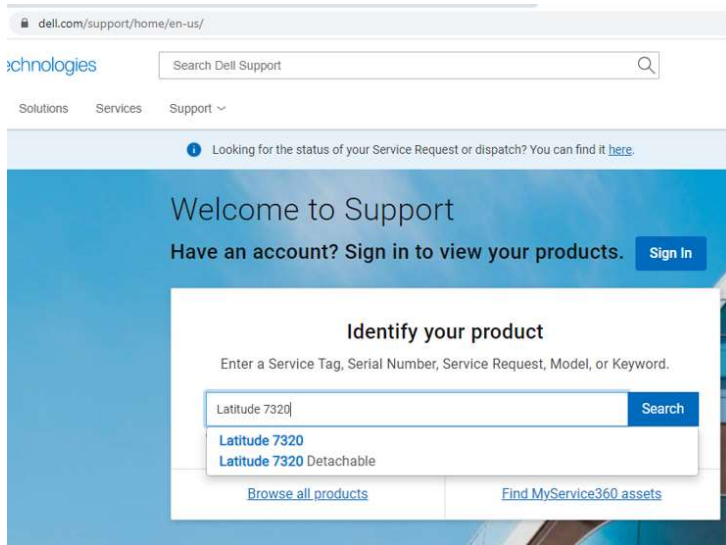 dell.com/support/home/en-us/
echnologies
Search Dell Support
Solutions Services Support
Looking for the status of your Service Request or dispatch? You can find it here.
Welcome to Support
Have an account? Sign in to view your products. Sign In
Identify your product
Enter a Service Tag, Serial Number, Service Request, Model, or Keyword.
Latitude 7320 Search
Latitude 7320
Latitude 7320 Detachable
Browse all products Find MyService360 assets